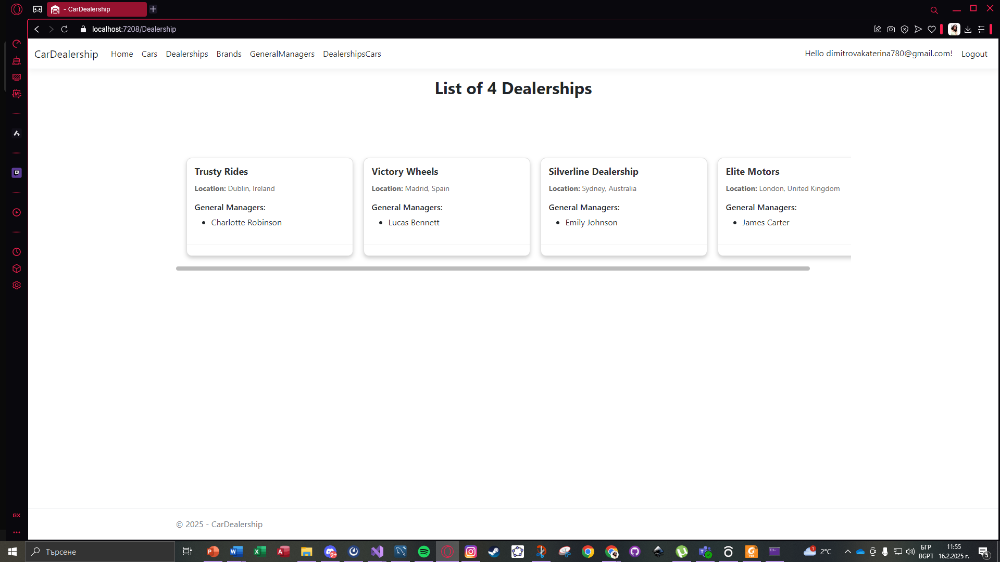 - CarDealership
localhost:7208/Dealership
CarDealership Home Cars Dealerships Brands GeneralManagers DealershipsCars Hello dimitrovakaterina780@gmail.com! Logout
List of 4 Dealerships
Trusty Rides
Location: Dublin, Ireland
General Managers:
• Charlotte Robinson
Victory Wheels
Location: Madrid, Spain
General Managers:
• Lucas Bennett
Silverline Dealership
Location: Sydney, Australia
General Managers:
• Emily Johnson
Elite Motors
Location: London, United Kingdom
General Managers:
• James Carter
© 2025 - CarDealership
GX
Търсене
9+
1
2°C
БГР
BGPT
11:55
16.2.2025 г.
5